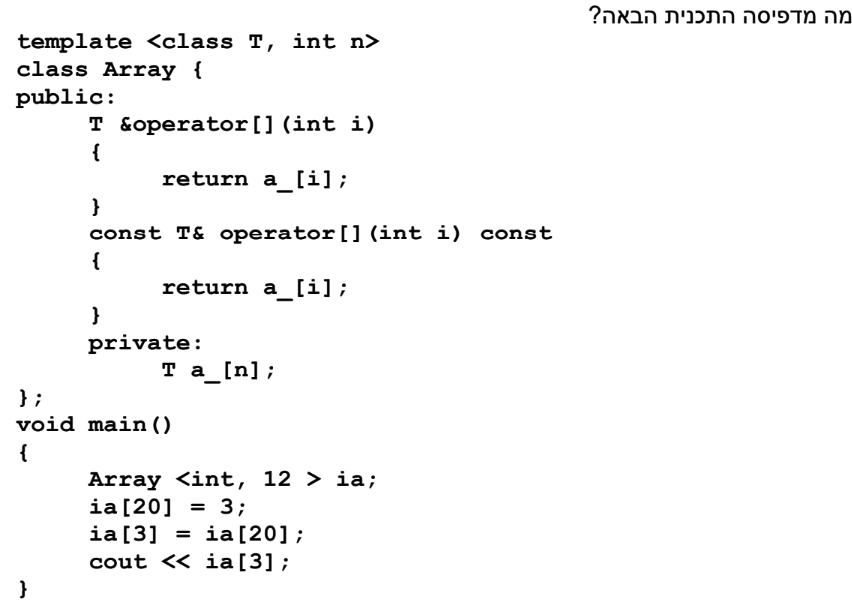 מה מדפיסה התכנית הבאה?
template <class T, int n>
class Array {
public:
     T &operator[](int i)
     {
          return a_[i];
     }
     const T& operator[](int i) const
     {
          return a_[i];
     }
     private:
          T a_[n];
};
void main()
{
     Array <int, 12 > ia;
     ia[20] = 3;
     ia[3] = ia[20];
     cout << ia[3];
}